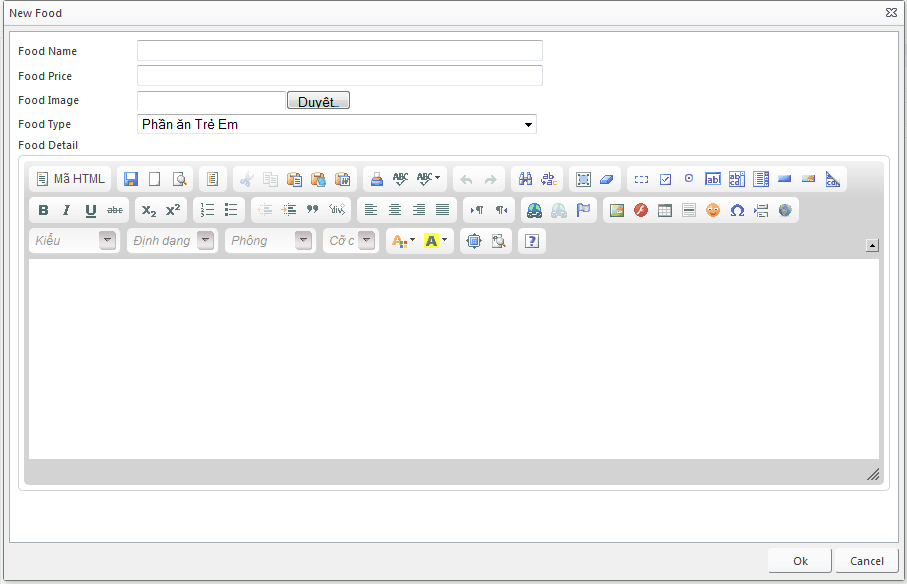 New Food
Food Name
Food Price
Food Image Duyệt..
Food Type Phần ăn Trẻ Em
Food Detail
Mã HTML
Kiểu Định dạng Phông Cỡ c
Ok Cancel